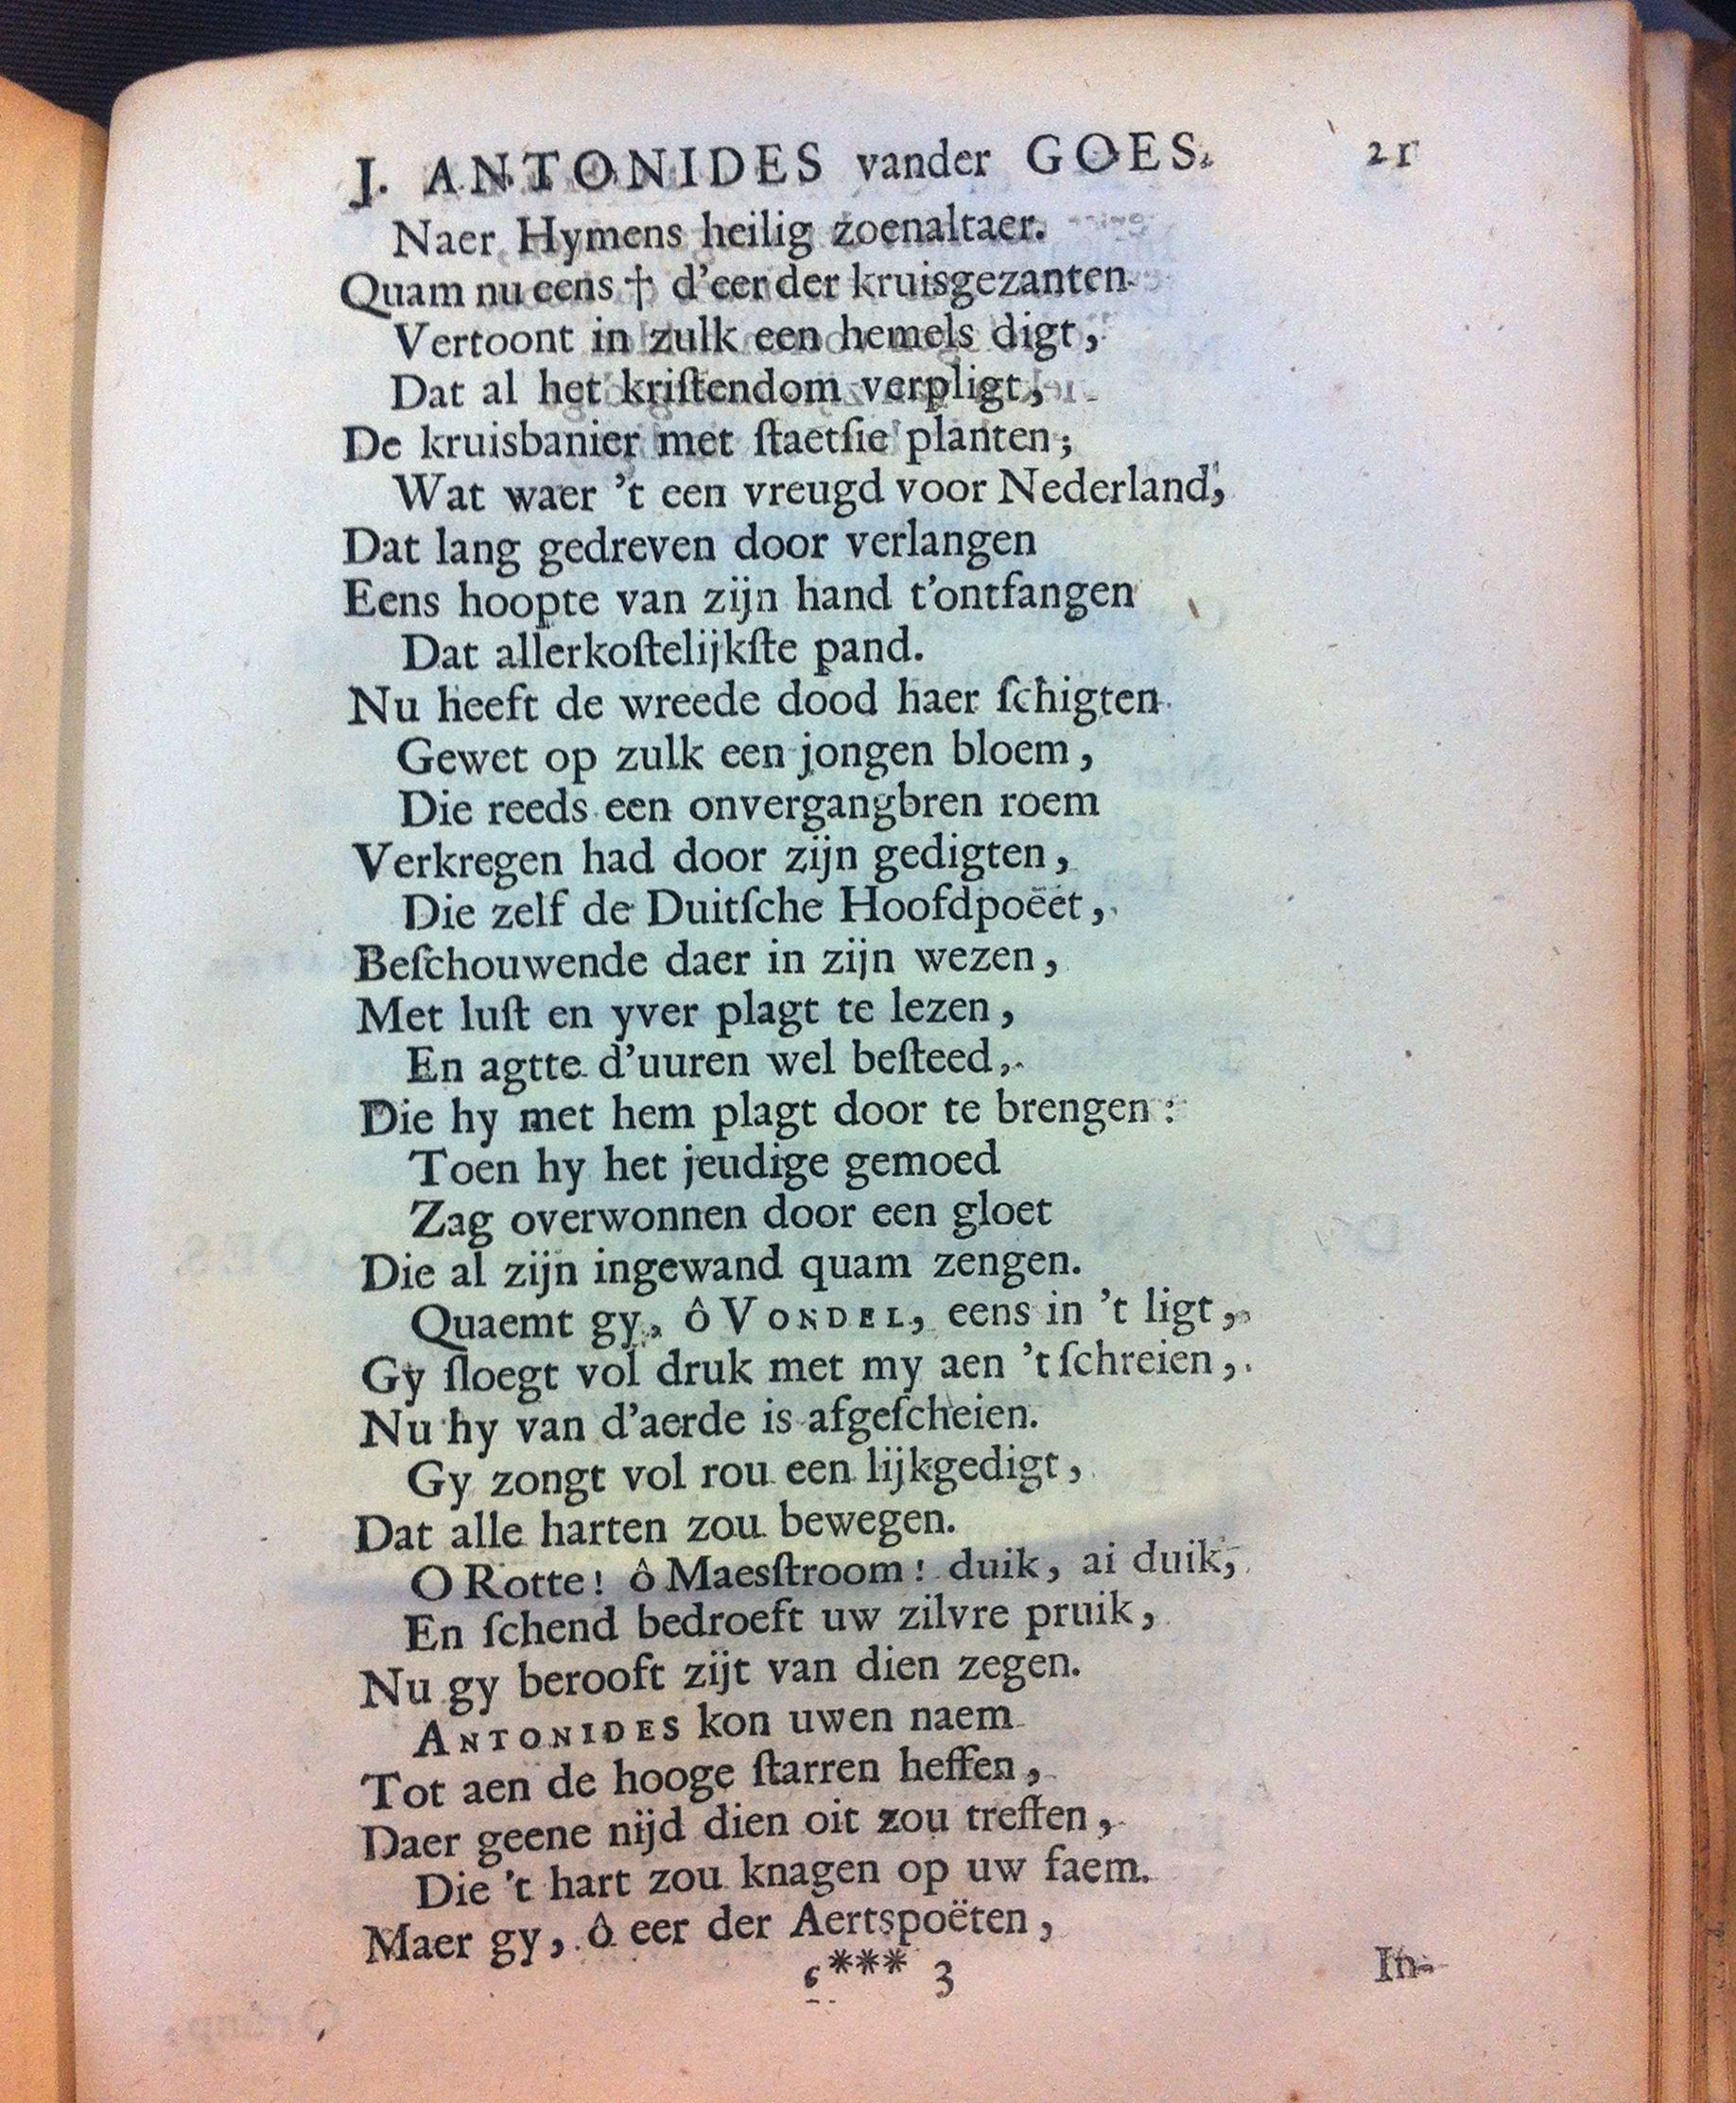 J. ANTONIDES vander GOES. 21
Naer Hymens heilig zoenaltaer.
Quam nu eens † d'eer der kruisgezanten
Vertoont in zulk een hemels digt,
Dat al het kriſtendom verpligt,
De kruisbanier met ſtaetſie planten;
Wat waer 't een vreugd voor Nederland,
Dat lang gedreven door verlangen
Eens hoopte van zijn hand t'ontfangen
Dat allerkoſtelijkſte pand.
Nu heeft de wreede dood haer ſchigten
Gewet op zulk een jongen bloem,
Die reeds een onvergangbren roem
Verkregen had door zijn gedigten,
Die zelf de Duitſche Hoofdpoëet,
Beſchouwende daer in zijn wezen,
Met luſt en yver plagt te lezen,
En agtte d'uuren wel beſteed,
Die hy met hem plagt door te brengen:
Toen hy het jeudige gemoed
Zag overwonnen door een gloet
Die al zijn ingewand quam zengen.
Quaemt gy, ô VONDEL, eens in 't ligt,
Gy ſloegt vol druk met my aen 't ſchreien,
Nu hy van d'aerde is afgeſcheien.
Gy zongt vol rou een lijkgedigt,
Dat alle harten zou bewegen.
O Rotte! ô Maesſtroom! duik, ai duik,
En ſchend bedroeft uw zilvre pruik,
Nu gy berooft zijt van dien zegen.
ANTONIDES kon uwen naem
Tot aen de hooge ſtarren heffen,
Daer geene nijd dien oit zou treffen,
Die 't hart zou knagen op uw faem.
Maer gy, ô eer der Aertspoëten,
*** 3 In-